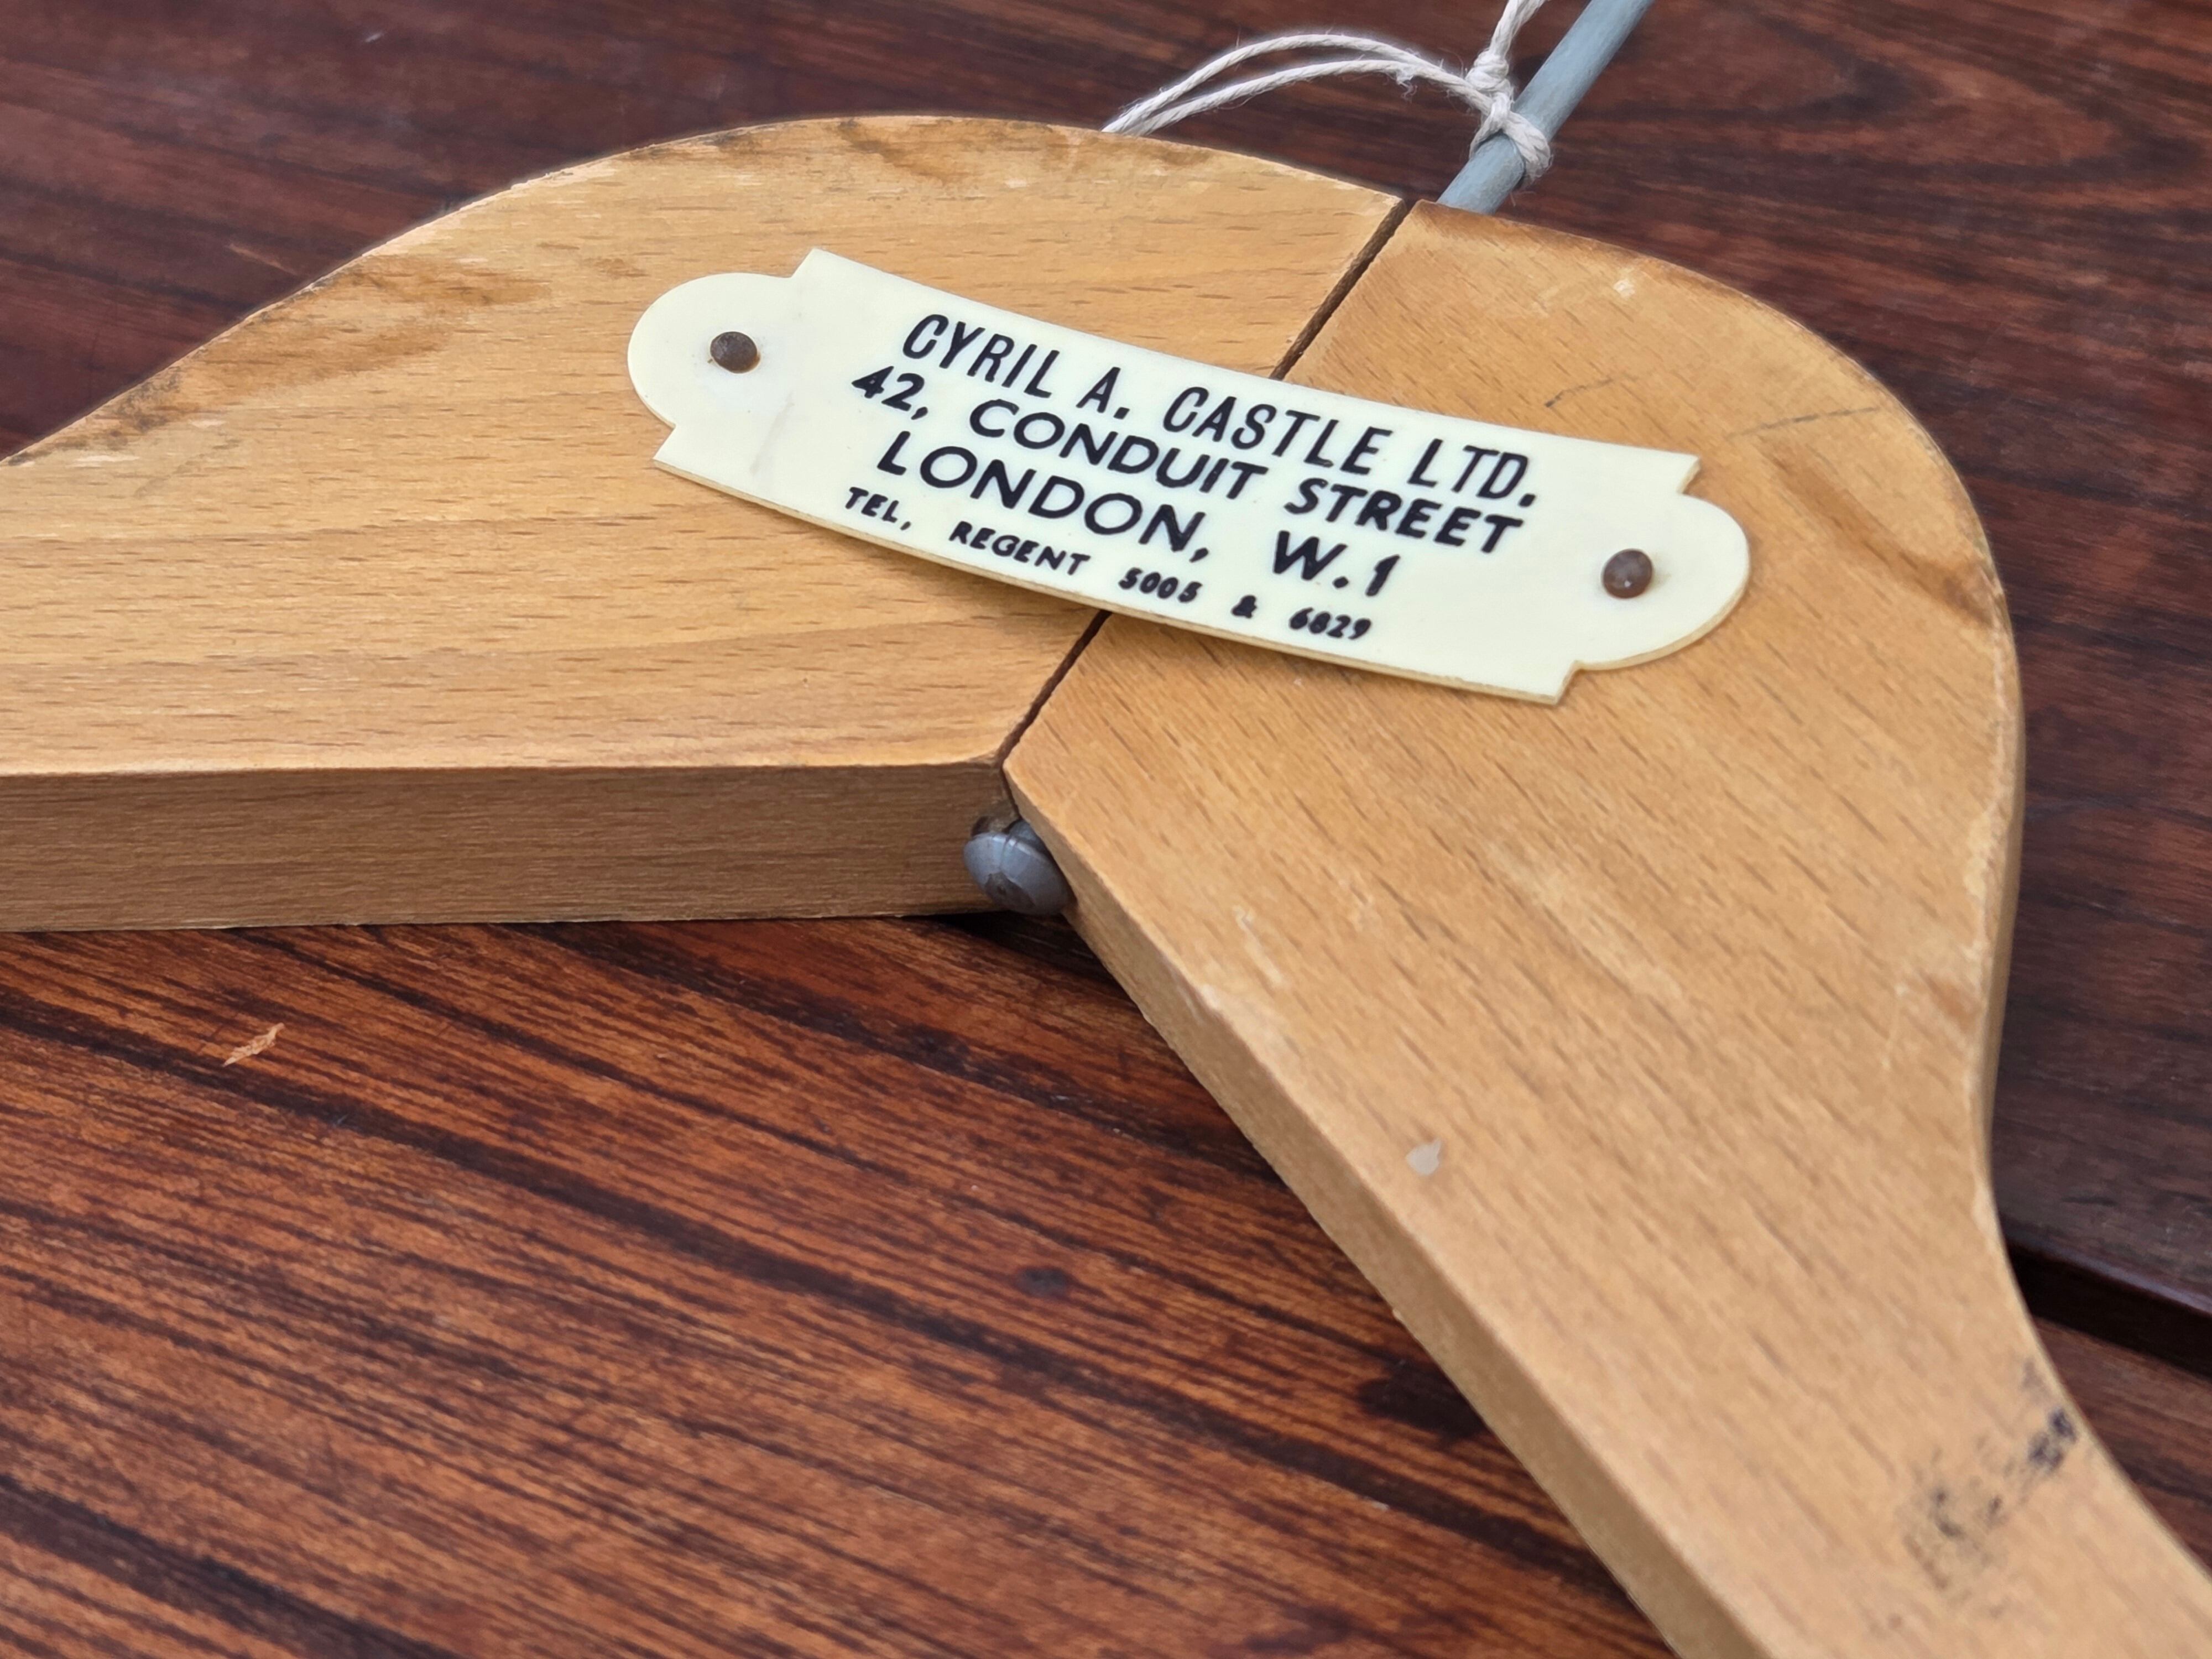 CYRIL A. CASTLE LTD.
42, CONDUIT STREET
LONDON, W.1
TEL, REGENT 5005 & 6829